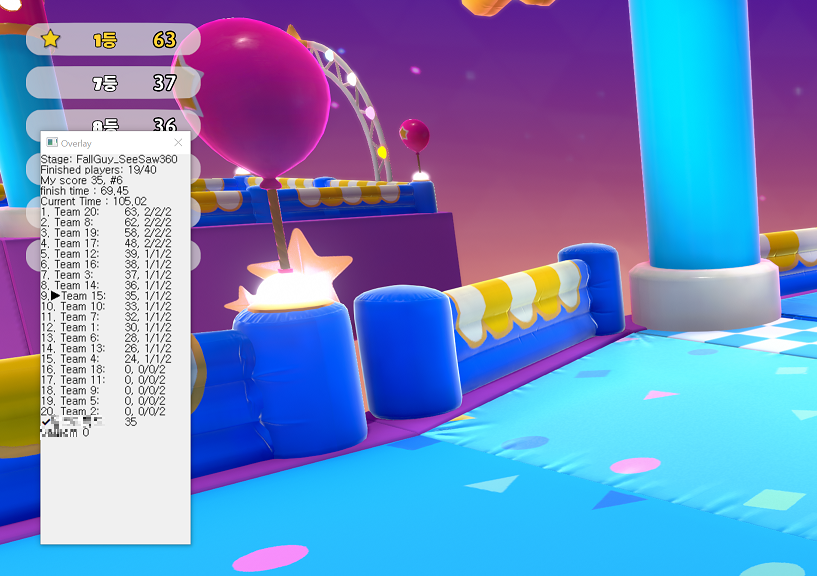 1등 63
7등 37
8등 36
Overlay
Stage: FallGuy_SeeSaw360
Finished players: 19/40
My score 35, #6
finish time : 69,45
Current Time : 105,02
1, Team 20: 63, 2/2/2
2, Team 8: 62, 2/2/2
3, Team 19: 58, 2/2/2
4, Team 17: 48, 2/2/2
5, Team 12: 39, 1/1/2
6, Team 16: 38, 1/1/2
7, Team 3: 37, 1/1/2
8, Team 14: 36, 1/1/2
9, ▶Team 15: 35, 1/1/2
10, Team 10: 33, 1/1/2
11, Team 7: 32, 1/1/2
12, Team 1: 30, 1/1/2
13, Team 6: 28, 1/1/2
14, Team 13: 26, 1/1/2
15, Team 4: 24, 1/1/2
16, Team 18: 0, 0/0/2
17, Team 11: 0, 0/0/2
18, Team 9: 0, 0/0/2
19, Team 5: 0, 0/0/2
20, Team 2: 0, 0/0/2
✔ 35
0